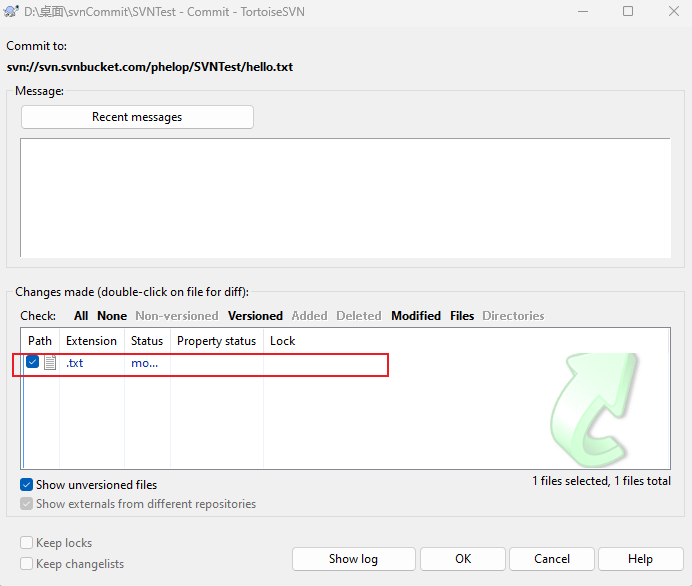 D:\桌面\svnCommit\SVNTest - Commit - TortoiseSVN
Commit to:
svn://svn.svnbucket.com/phelop/SVNTest/hello.txt
Message:
Recent messages
Changes made (double-click on file for diff):
Check: All None Non-versioned Versioned Added Deleted Modified Files Directories
Path Extension Status Property status Lock
.txt mo...
Show unversioned files
1 files selected, 1 files total
Show externals from different repositories
Keep locks
Keep changelists
Show log OK Cancel Help